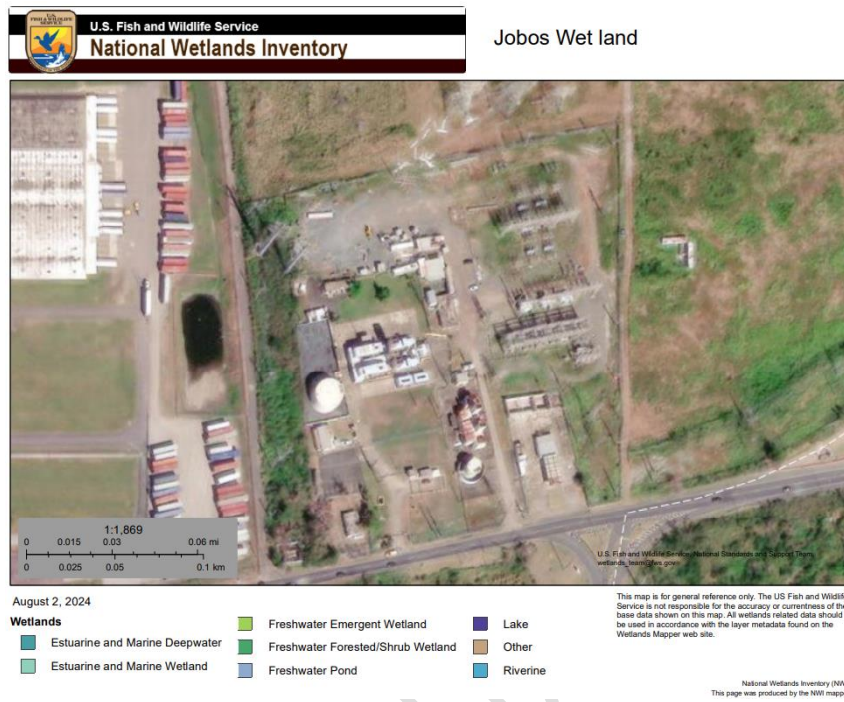 U.S.
FISH & WILDLIFE
SERVICE
U.S. Fish and Wildlife Service
National Wetlands Inventory
Jobos Wet land
1:1,869
0 0.015 0.03 0.06 mi
0 0.025 0.05 0.1 km
U.S. Fish and Wildlife Service, National Standards and Support Team,
wetlands_team@fws.gov
August 2, 2024
Wetlands
Estuarine and Marine Deepwater
Estuarine and Marine Wetland
Freshwater Emergent Wetland
Freshwater Forested/Shrub Wetland
Freshwater Pond
Lake
Other
Riverine
This map is for general reference only. The US Fish and Wildlife
Service is not responsible for the accuracy or currentness of the
base data shown on this map. All wetlands related data should
be used in accordance with the layer metadata found on the
Wetlands Mapper web site.
National Wetlands Inventory (NW
This page was produced by the NWI mapp